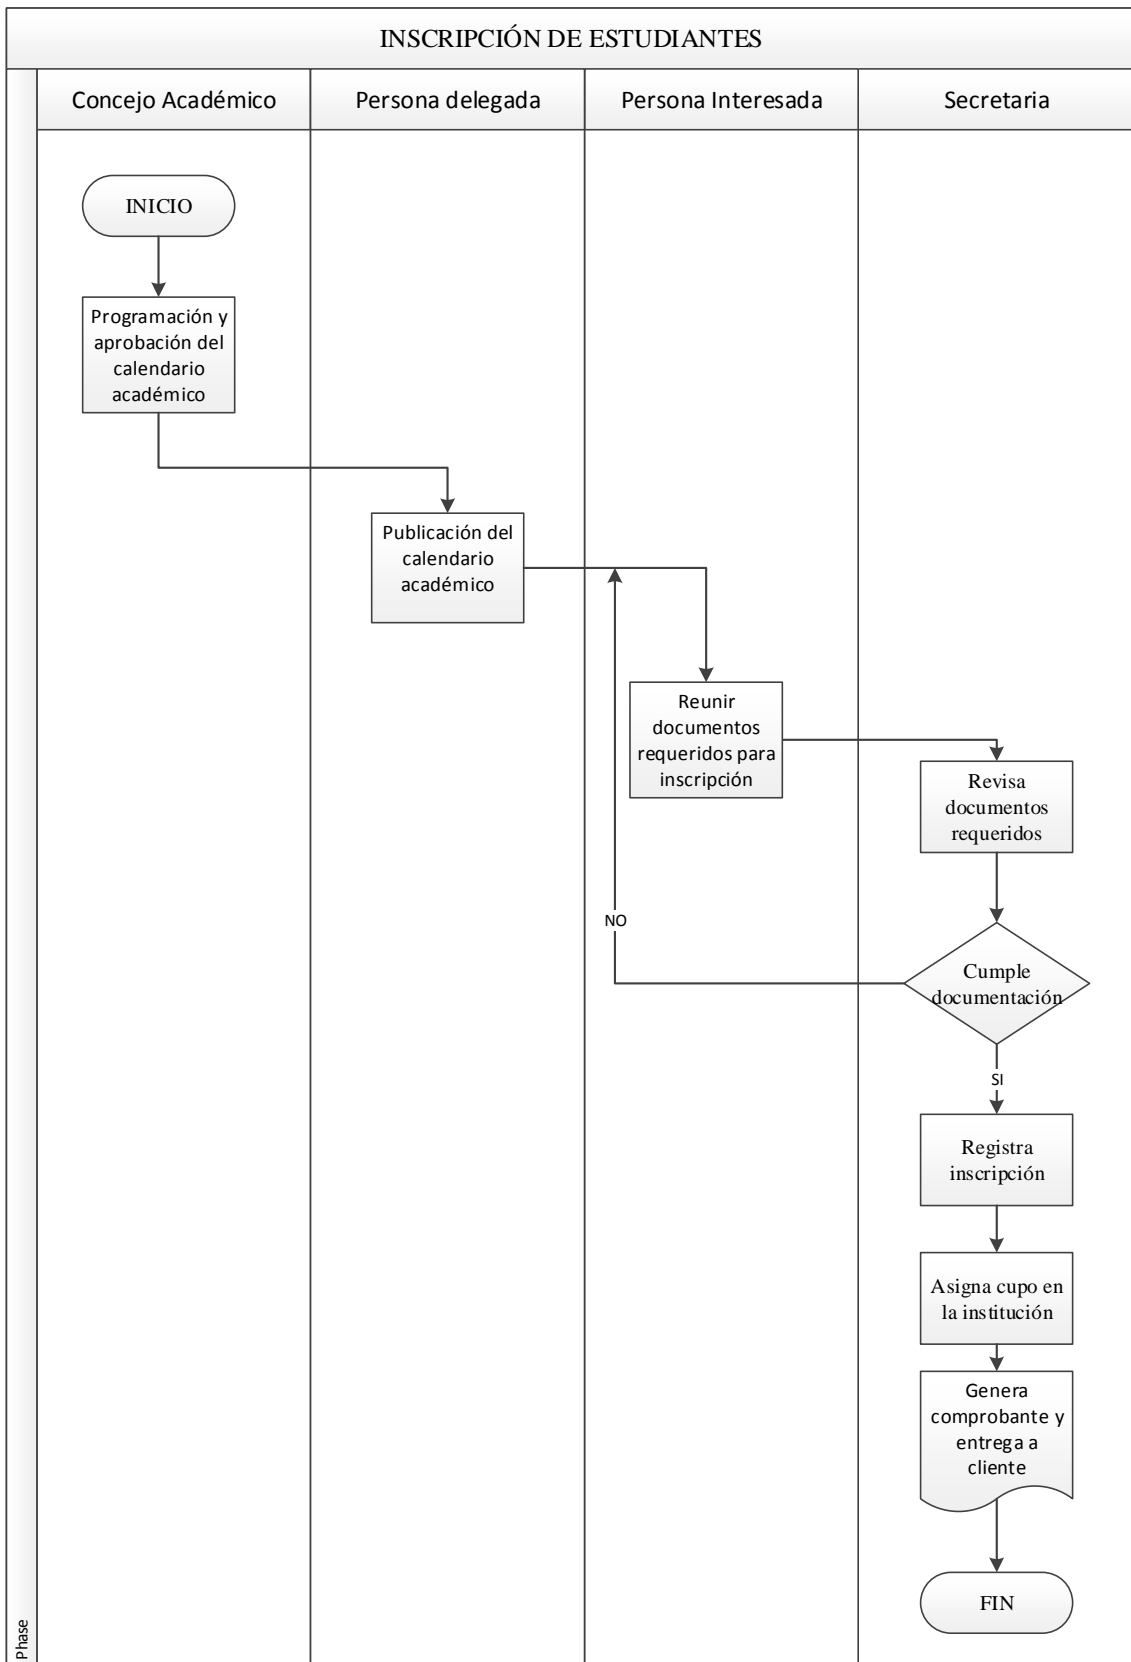 INSCRIPCIÓN DE ESTUDIANTES
Concejo Académico
Persona delegada
Persona Interesada
Secretaria
INICIO
Programación y
aprobación del
calendario
académico
Publicación del
calendario
académico
Reunir
documentos
requeridos para
inscripción
Revisa
documentos
requeridos
NO
Cumple
documentación
SI
Registra
inscripción
Asigna cupo en
la institución
Genera
comprobante y
entrega a
cliente
FIN
Phase